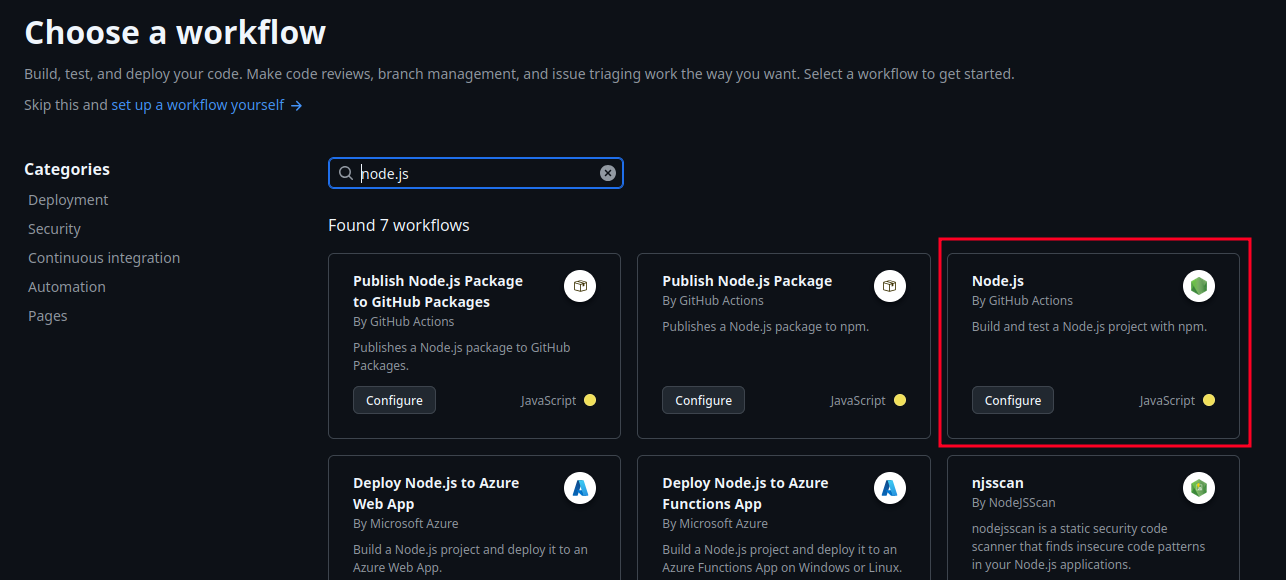 Choose a workflow
Build, test, and deploy your code. Make code reviews, branch management, and issue triaging work the way you want. Select a workflow to get started.
Skip this and set up a workflow yourself →
Categories
Deployment
Security
Continuous integration
Automation
Pages
node.js
Found 7 workflows
Publish Node.js Package
to GitHub Packages
By GitHub Actions
Publishes a Node.js package to GitHub
Packages.
Configure
JavaScript
Publish Node.js Package
By GitHub Actions
Publishes a Node.js package to npm.
Configure
JavaScript
Node.js
By GitHub Actions
Build and test a Node.js project with npm.
Configure
JavaScript
Deploy Node.js to Azure
Web App
By Microsoft Azure
Build a Node.js project and deploy it to an
Azure Web App.
Deploy Node.js to Azure
Functions App
By Microsoft Azure
Build a Node.js project and deploy it to an
Azure Functions App on Windows or Linux.
njsscan
By NodeJSScan
nodejsscan is a static security code
scanner that finds insecure code patterns
in your Node.js applications.